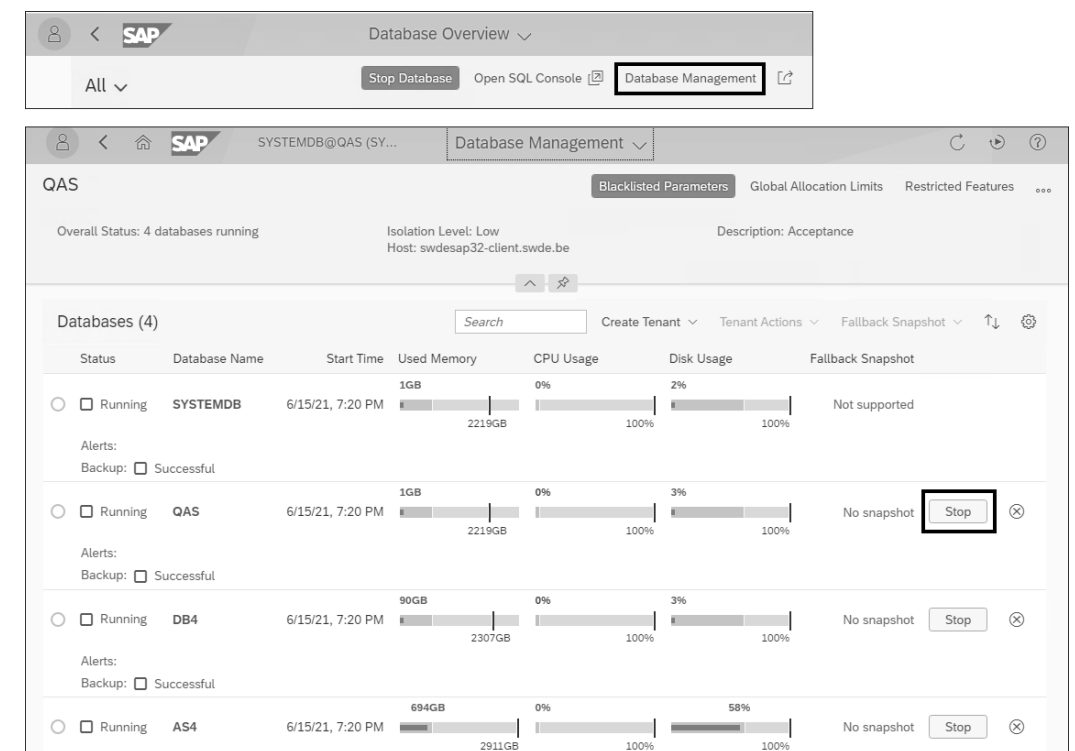 SAP Database Overview
All Stop Database Open SQL Console Database Management
SAP SYSTEMDB@QAS (SY... Database Management
QAS Blacklisted Parameters Global Allocation Limits Restricted Features
Overall Status: 4 databases running Isolation Level: Low Description: Acceptance
Host: swdesap32-client.swde.be
Databases (4) Search Create Tenant Tenant Actions Fallback Snapshot
Status Database Name Start Time Used Memory CPU Usage Disk Usage Fallback Snapshot
1GB 0% 2%
Running SYSTEMDB 6/15/21, 7:20 PM Not supported
2219GB 100% 100%
Alerts:
Backup: Successful
1GB 0% 3%
Running QAS 6/15/21, 7:20 PM No snapshot Stop
2219GB 100% 100%
Alerts:
Backup: Successful
90GB 0% 3%
Running DB4 6/15/21, 7:20 PM No snapshot Stop
2307GB 100% 100%
Alerts:
Backup: Successful
694GB 0% 58%
Running AS4 6/15/21, 7:20 PM No snapshot Stop
2911GB 100% 100%